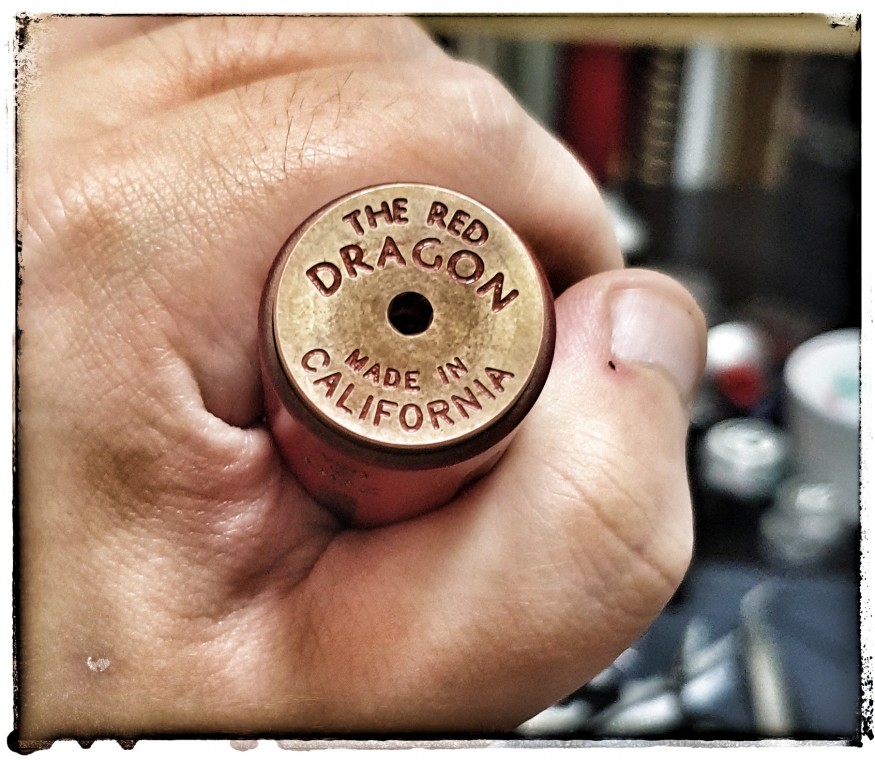 THE RED
DRAGON
MADE IN
CALIFORNIA